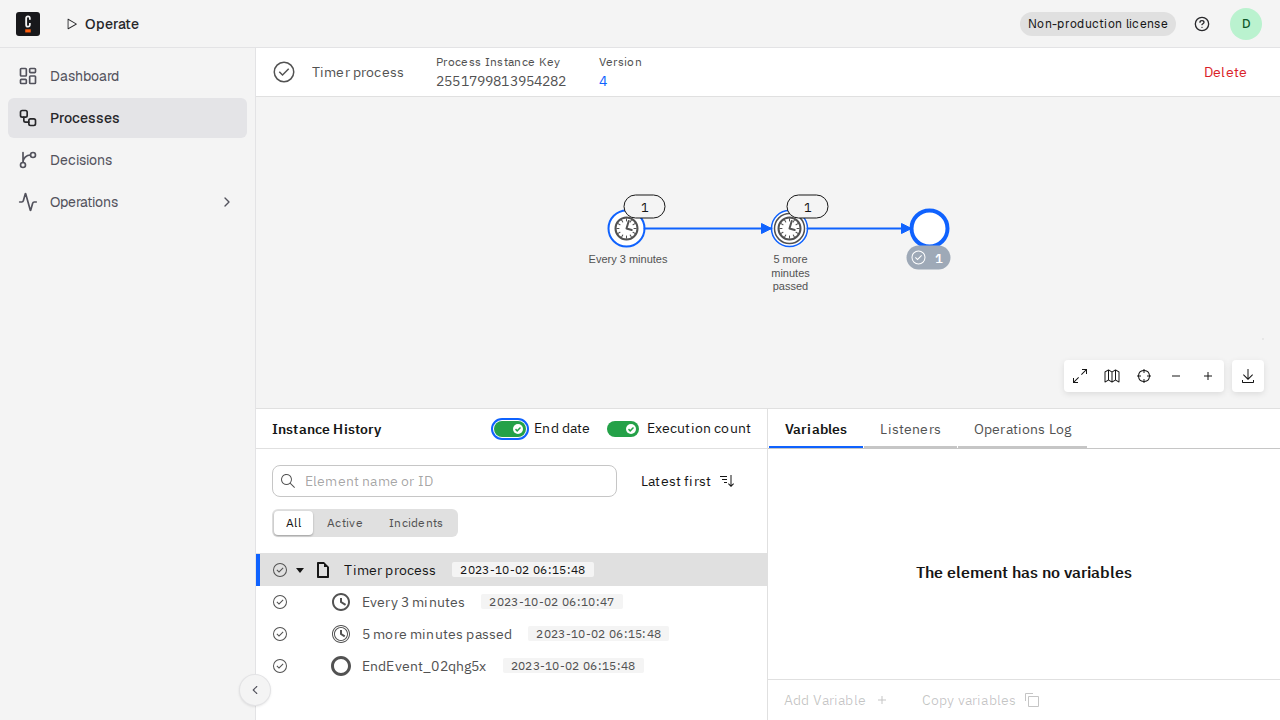 C
Operate
Non-production license
D
Dashboard
Processes
Decisions
Operations
Timer process
Process Instance Key
2551799813954282
Version
4
Delete
1
1
Every 3 minutes
5 more
minutes
passed
1
Instance History
End date
Execution count
Element name or ID
Latest first
All
Active
Incidents
Timer process
2023-10-02 06:15:48
Every 3 minutes
2023-10-02 06:10:47
5 more minutes passed
2023-10-02 06:15:48
EndEvent_02qhg5x
2023-10-02 06:15:48
Variables
Listeners
Operations Log
The element has no variables
Add Variable
Copy variables